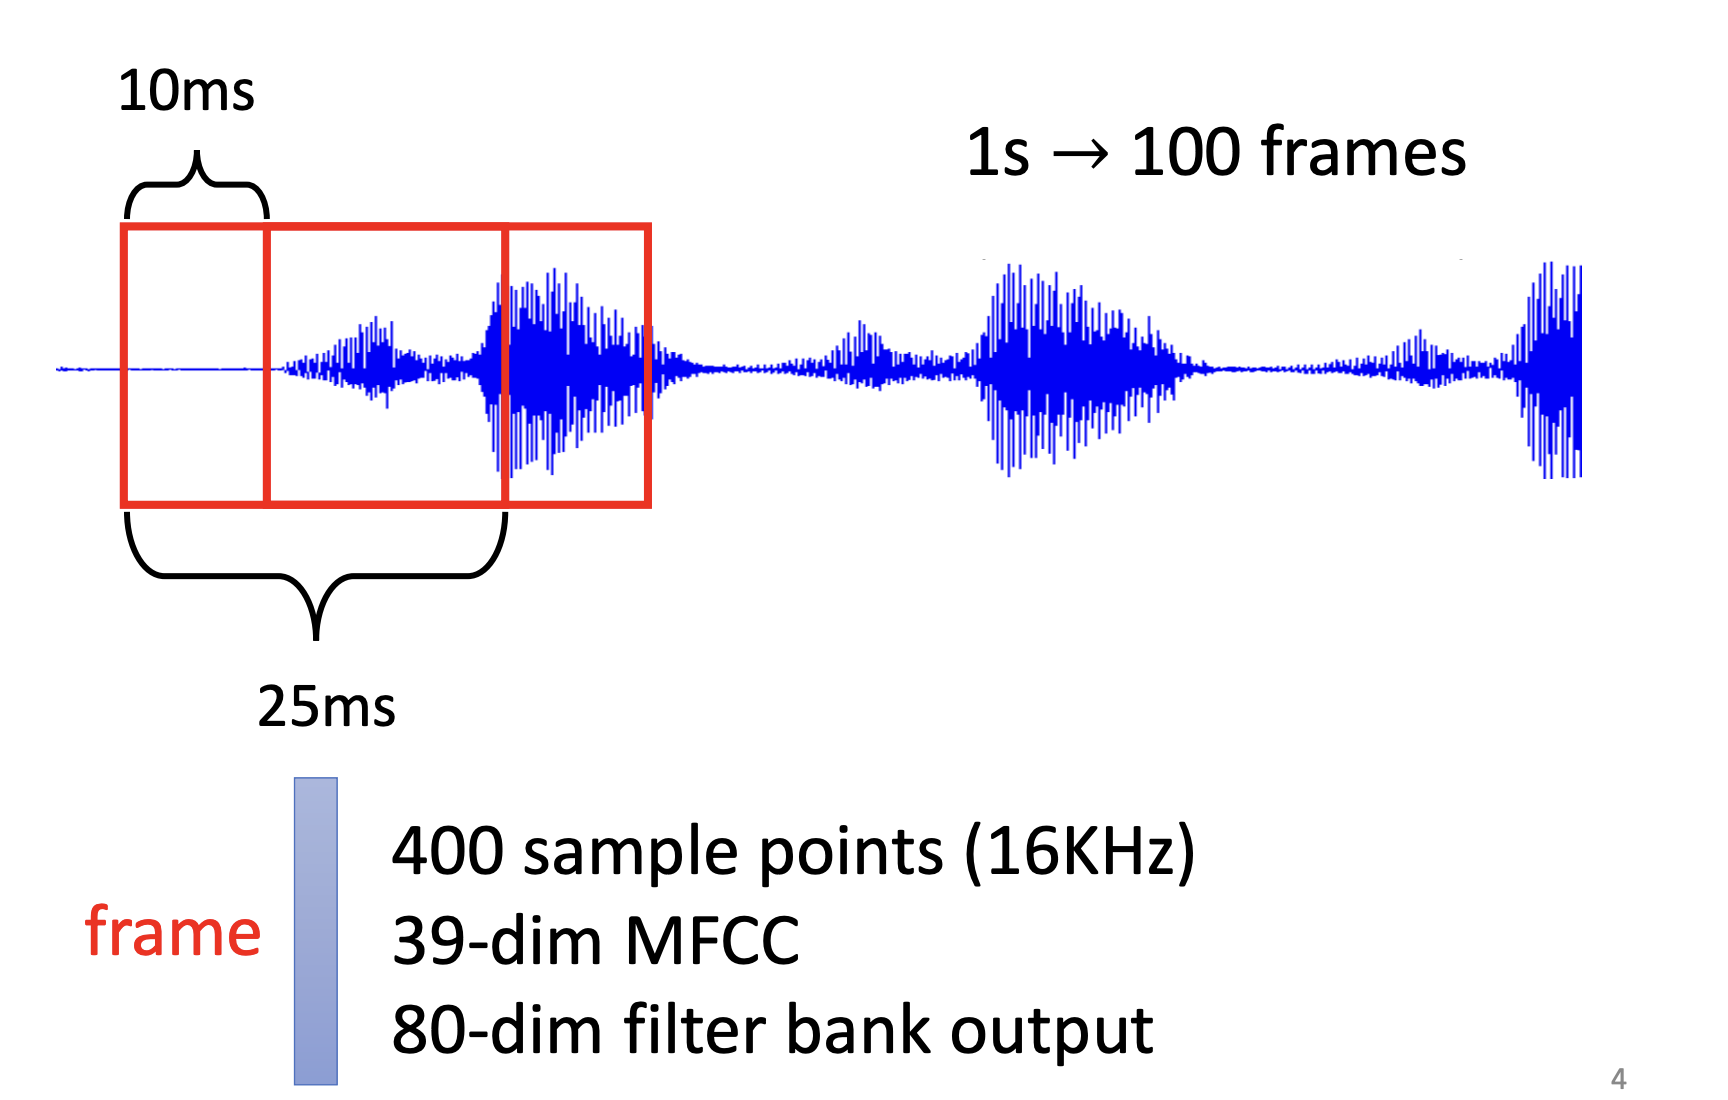 10ms
1s → 100 frames
25ms
400 sample points (16KHz)
frame
39-dim MFCC
80-dim filter bank output
4